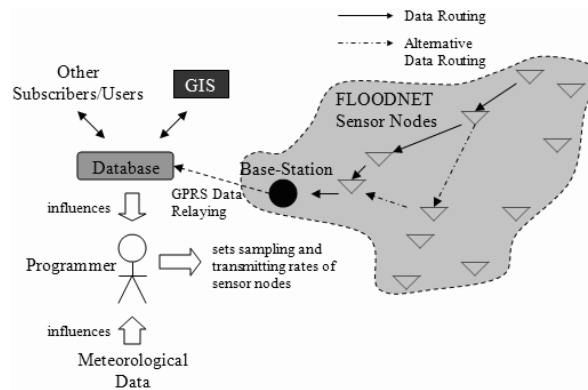 Data Routing
Alternative
Data Routing
Other
Subscribers/Users
GIS
FLOODNET
Sensor Nodes
Database
Base-Station
GPRS Data
Relaying
influences
Programmer
sets sampling and
transmitting rates of
sensor nodes
influences
Meteorological
Data